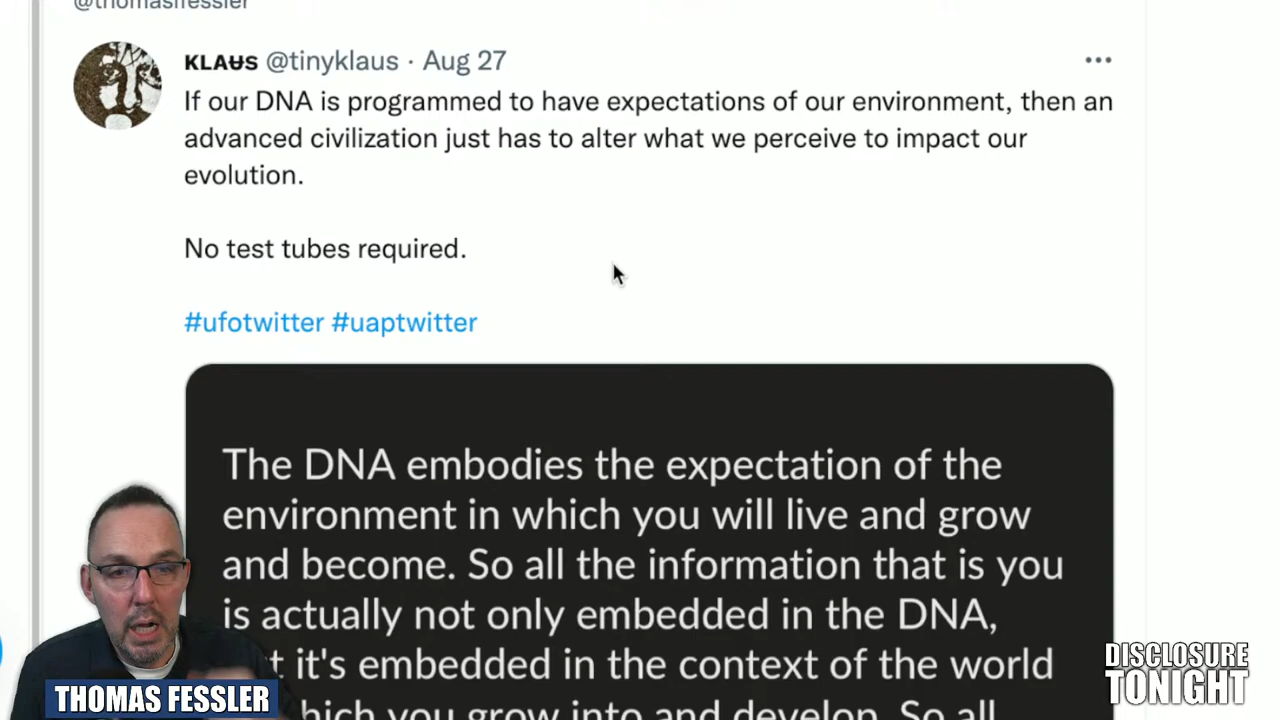 @thomasfessler
KLAUS @tinyklaus · Aug 27
If our DNA is programmed to have expectations of our environment, then an
advanced civilization just has to alter what we perceive to impact our
evolution.
No test tubes required.
#ufotwitter #uaptwitter
The DNA embodies the expectation of the
environment in which you will live and grow
and become. So all the information that is you
is actually not only embedded in the DNA,
it's embedded in the context of the world
you grow into and develop. So all
THOMAS FESSLER
DISCLOSURE
TONIGHT